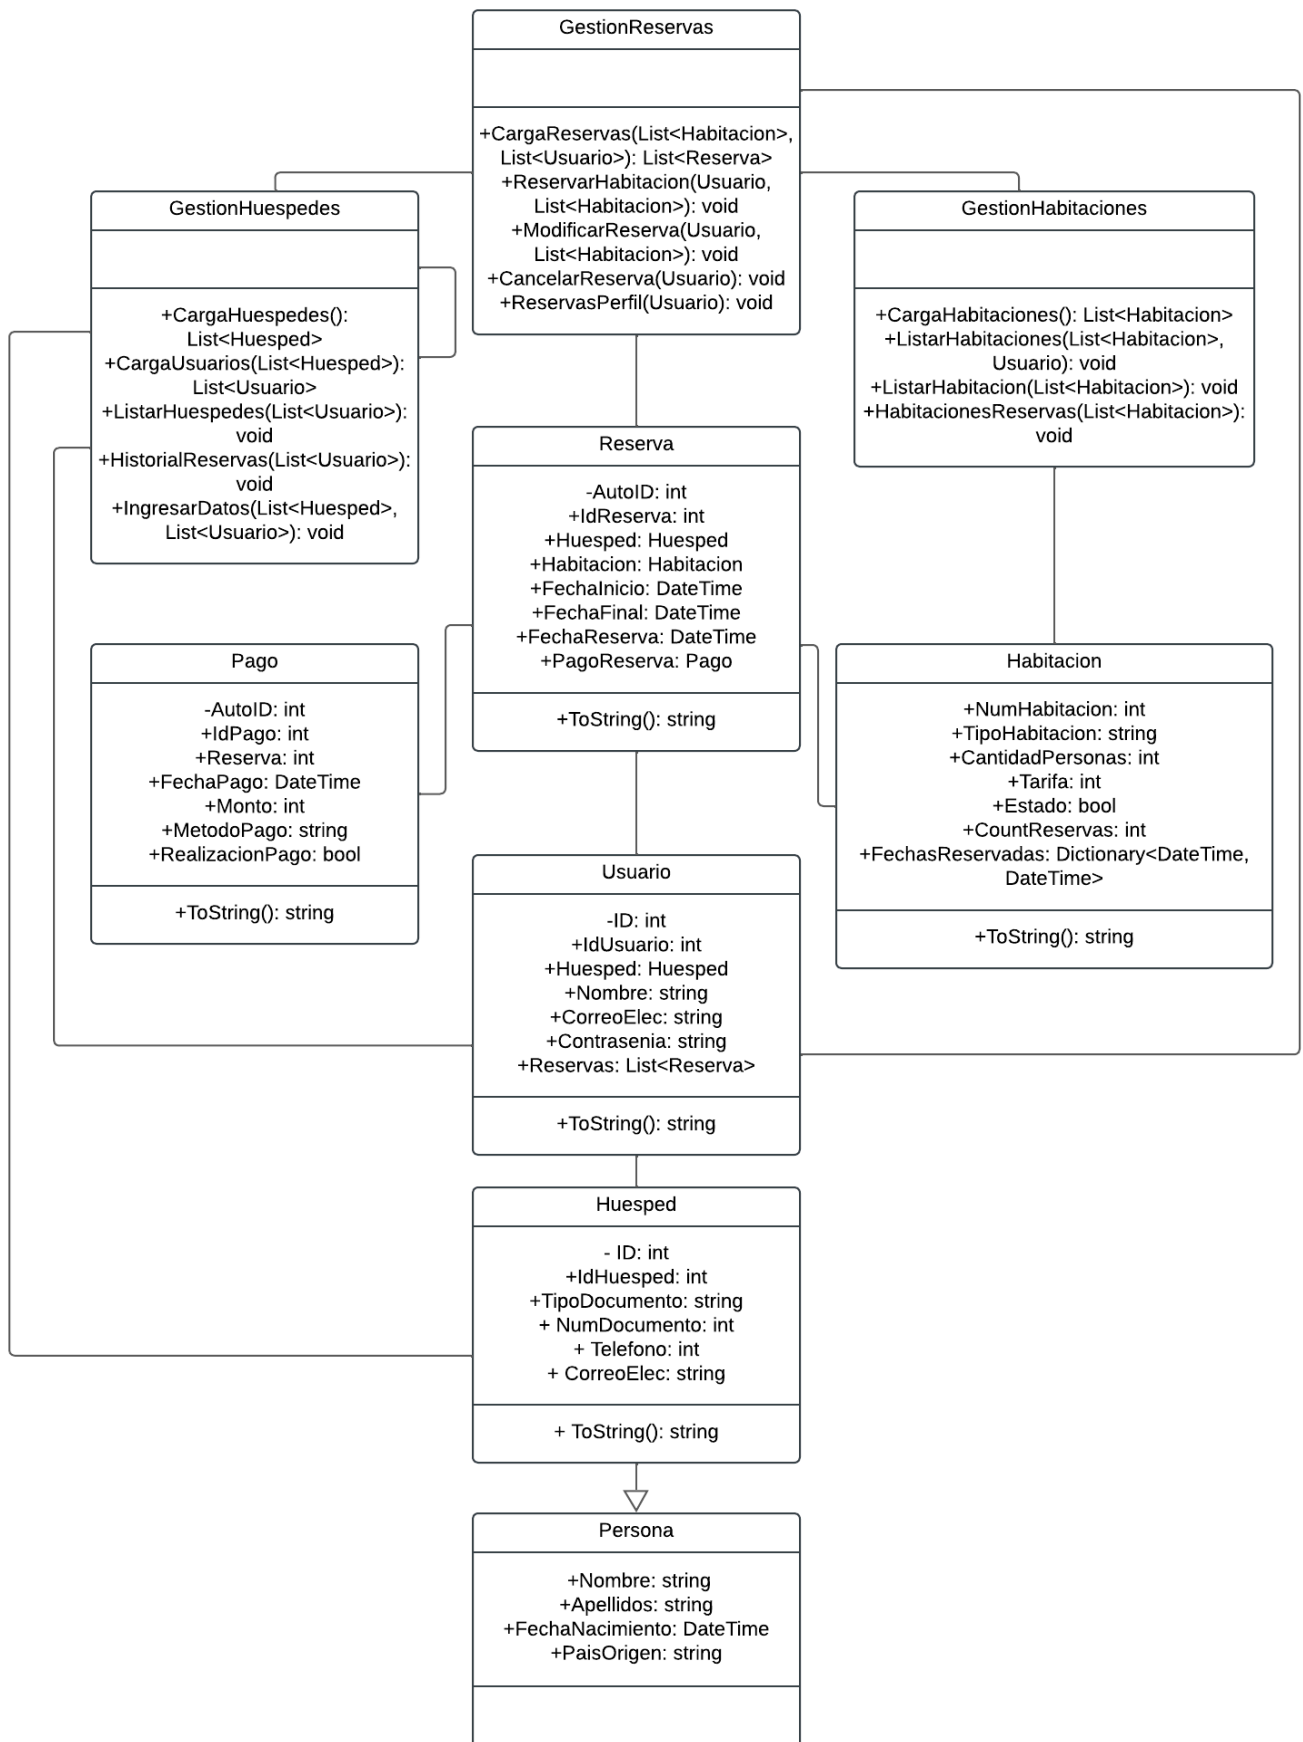 GestionReservas
+CargaReservas(List<Habitacion>,
List<Usuario>): List<Reserva>
+ReservarHabitacion(Usuario,
List<Habitacion>): void
+ModificarReserva(Usuario,
List<Habitacion>): void
+CancelarReserva(Usuario): void
+ReservasPerfil(Usuario): void
GestionHuespedes
+CargaHuespedes():
List<Huesped>
+CargaUsuarios(List<Huesped>):
List<Usuario>
+ListarHuespedes(List<Usuario>):
void
+HistorialReservas(List<Usuario>):
void
+IngresarDatos(List<Huesped>,
List<Usuario>): void
GestionHabitaciones
+CargaHabitaciones(): List<Habitacion>
+ListarHabitaciones(List<Habitacion>,
Usuario): void
+ListarHabitacion(List<Habitacion>): void
+HabitacionesReservas(List<Habitacion>):
void
Reserva
-AutoID: int
+IdReserva: int
+Huesped: Huesped
+Habitacion: Habitacion
+FechaInicio: DateTime
+FechaFinal: DateTime
+FechaReserva: DateTime
+PagoReserva: Pago
+ToString(): string
Pago
-AutoID: int
+IdPago: int
+Reserva: int
+FechaPago: DateTime
+Monto: int
+MetodoPago: string
+RealizacionPago: bool
+ToString(): string
Habitacion
+NumHabitacion: int
+TipoHabitacion: string
+CantidadPersonas: int
+Tarifa: int
+Estado: bool
+CountReservas: int
+FechasReservadas: Dictionary<DateTime,
DateTime>
+ToString(): string
Usuario
-ID: int
+IdUsuario: int
+Huesped: Huesped
+Nombre: string
+CorreoElec: string
+Contrasenia: string
+Reservas: List<Reserva>
+ToString(): string
Huesped
- ID: int
+IdHuesped: int
+TipoDocumento: string
+ NumDocumento: int
+ Telefono: int
+ CorreoElec: string
+ ToString(): string
Persona
+Nombre: string
+Apellidos: string
+FechaNacimiento: DateTime
+PaisOrigen: string